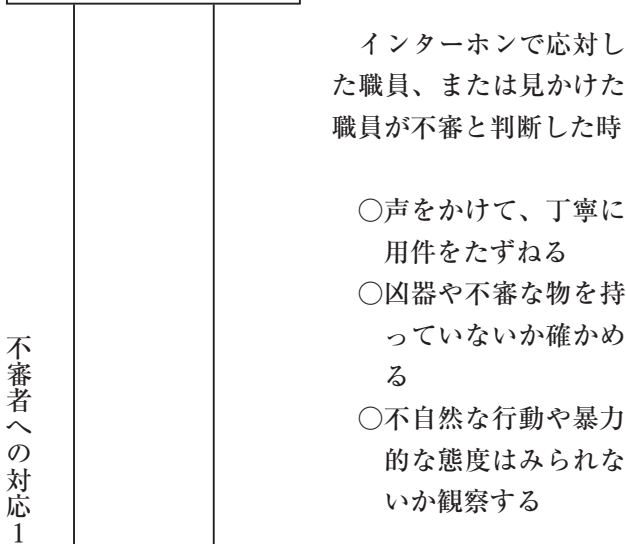 インターホンで応対し
た職員、または見かけた
職員が不審と判断した時
○声をかけて、丁寧に
用件をたずねる
○凶器や不審な物を持
っていないか確かめ
る
○不自然な行動や暴力
的な態度はみられな
いか観察する
不審者への対応1